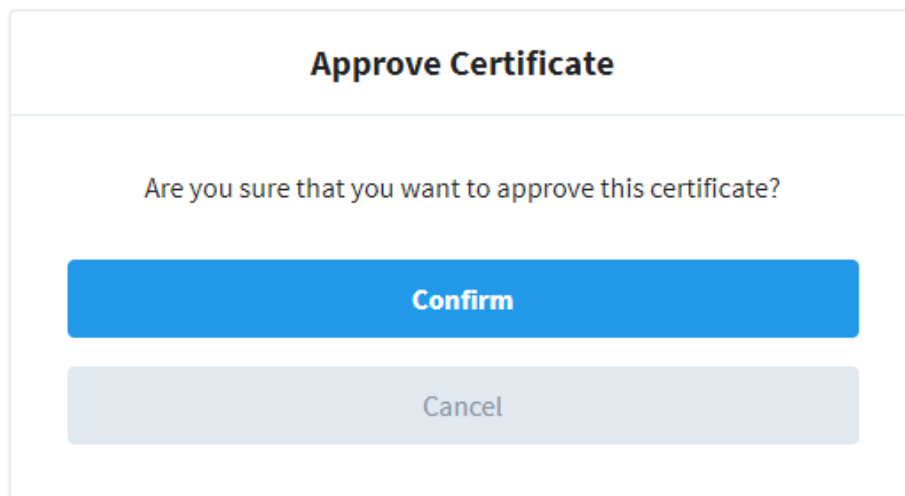 Approve Certificate
Are you sure that you want to approve this certificate?
Confirm
Cancel